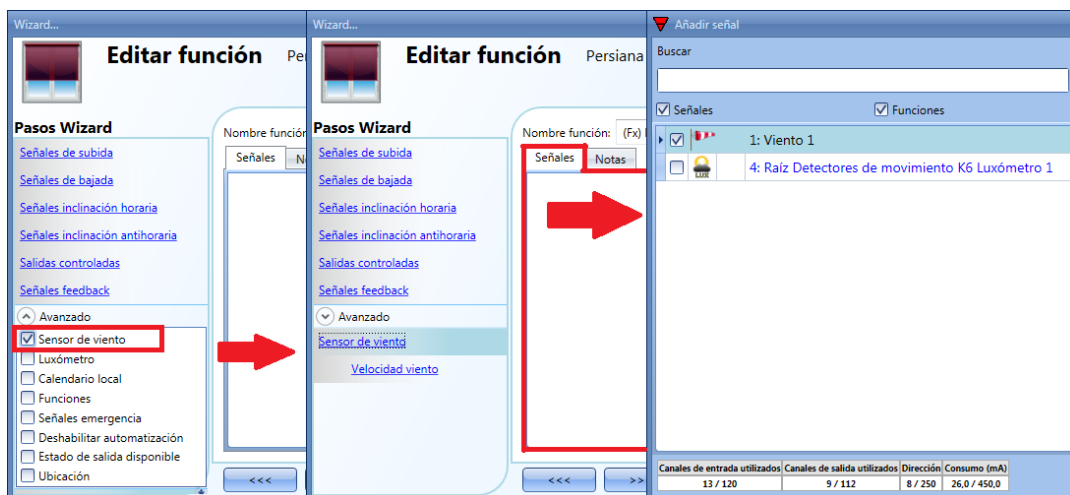 Wizard...
Editar función
Pe
Pasos Wizard
Señales de subida
Señales de bajada
Señales inclinación horaria
Señales inclinación antihoraria
Salidas controladas
Señales feedback
Avanzado
Sensor de viento
Luxómetro
Calendario local
Funciones
Señales emergencia
Deshabilitar automatización
Estado de salida disponible
Ubicación
Nombre función
Señales
N
<<<
Wizard...
Editar función
Persiana
Pasos Wizard
Señales de subida
Señales de bajada
Señales inclinación horaria
Señales inclinación antihoraria
Salidas controladas
Señales feedback
Avanzado
Sensor de viento
Velocidad viento
Nombre función: (Fx)
Señales
Notas
<<<
>>
Añadir señal
Buscar
Señales
Funciones
1: Viento 1
LUX
4: Raíz Detectores de movimiento K6 Luxómetro 1
Canales de entrada utilizados Canales de salida utilizados Dirección Consumo (mA)
13 / 120 9 / 112 8 / 250 26,0 / 450,0